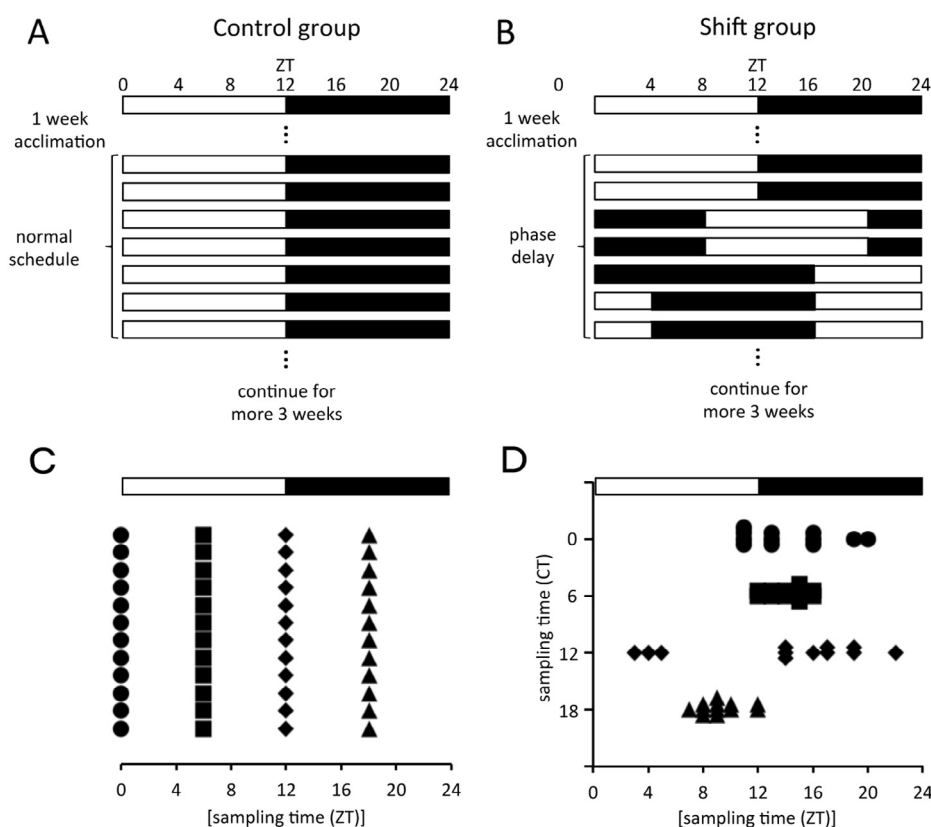 A
Control group
ZT
0 4 8 12 16 20 24
1 week
acclimation
normal
schedule
continue for
more 3 weeks
B
Shift group
ZT
0 4 8 12 16 20 24
1 week
acclimation
phase
delay
continue for
more 3 weeks
C
0 4 8 12 16 20 24
[sampling time (ZT)]
D
sampling time (CT)
0
6
12
18
0 4 8 12 16 20 24
[sampling time (ZT)]